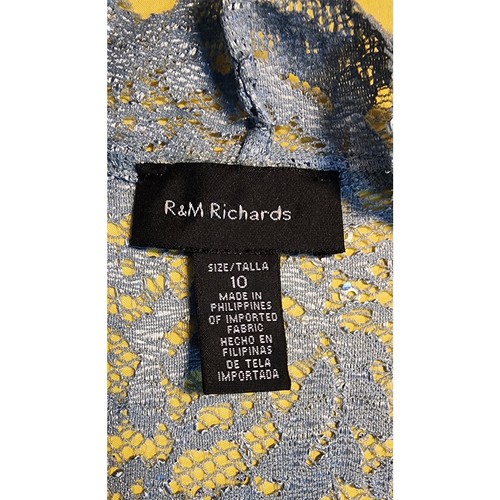 R&M Richards
SIZE/TALLA
10
MADE IN
PHILIPPINES
OF IMPORTED
FABRIC
HECHO EN
FILIPINAS
DE TELA
IMPORTADA